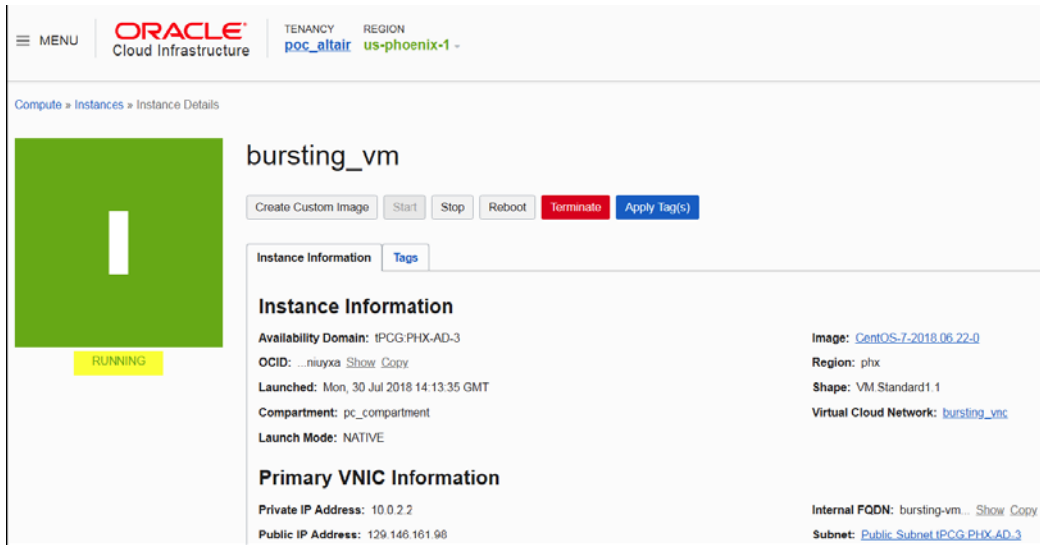 MENU
ORACLE
Cloud Infrastructure
TENANCY
poc_altair
REGION
us-phoenix-1
Compute » Instances » Instance Details
I
RUNNING
bursting_vm
Create Custom Image Start Stop Reboot Terminate Apply Tag(s)
Instance Information Tags
Instance Information
Availability Domain: tPCG:PHX-AD-3
OCID: ...niuyxa Show Copy
Launched: Mon, 30 Jul 2018 14:13:35 GMT
Compartment: pc_compartment
Launch Mode: NATIVE
Image: CentOS-7-2018.06.22-0
Region: phx
Shape: VM.Standard1.1
Virtual Cloud Network: bursting_vnc
Primary VNIC Information
Private IP Address: 10.0.2.2
Public IP Address: 129.146.161.98
Internal FQDN: bursting-vm... Show Copy
Subnet: Public Subnet tPCG:PHX-AD-3